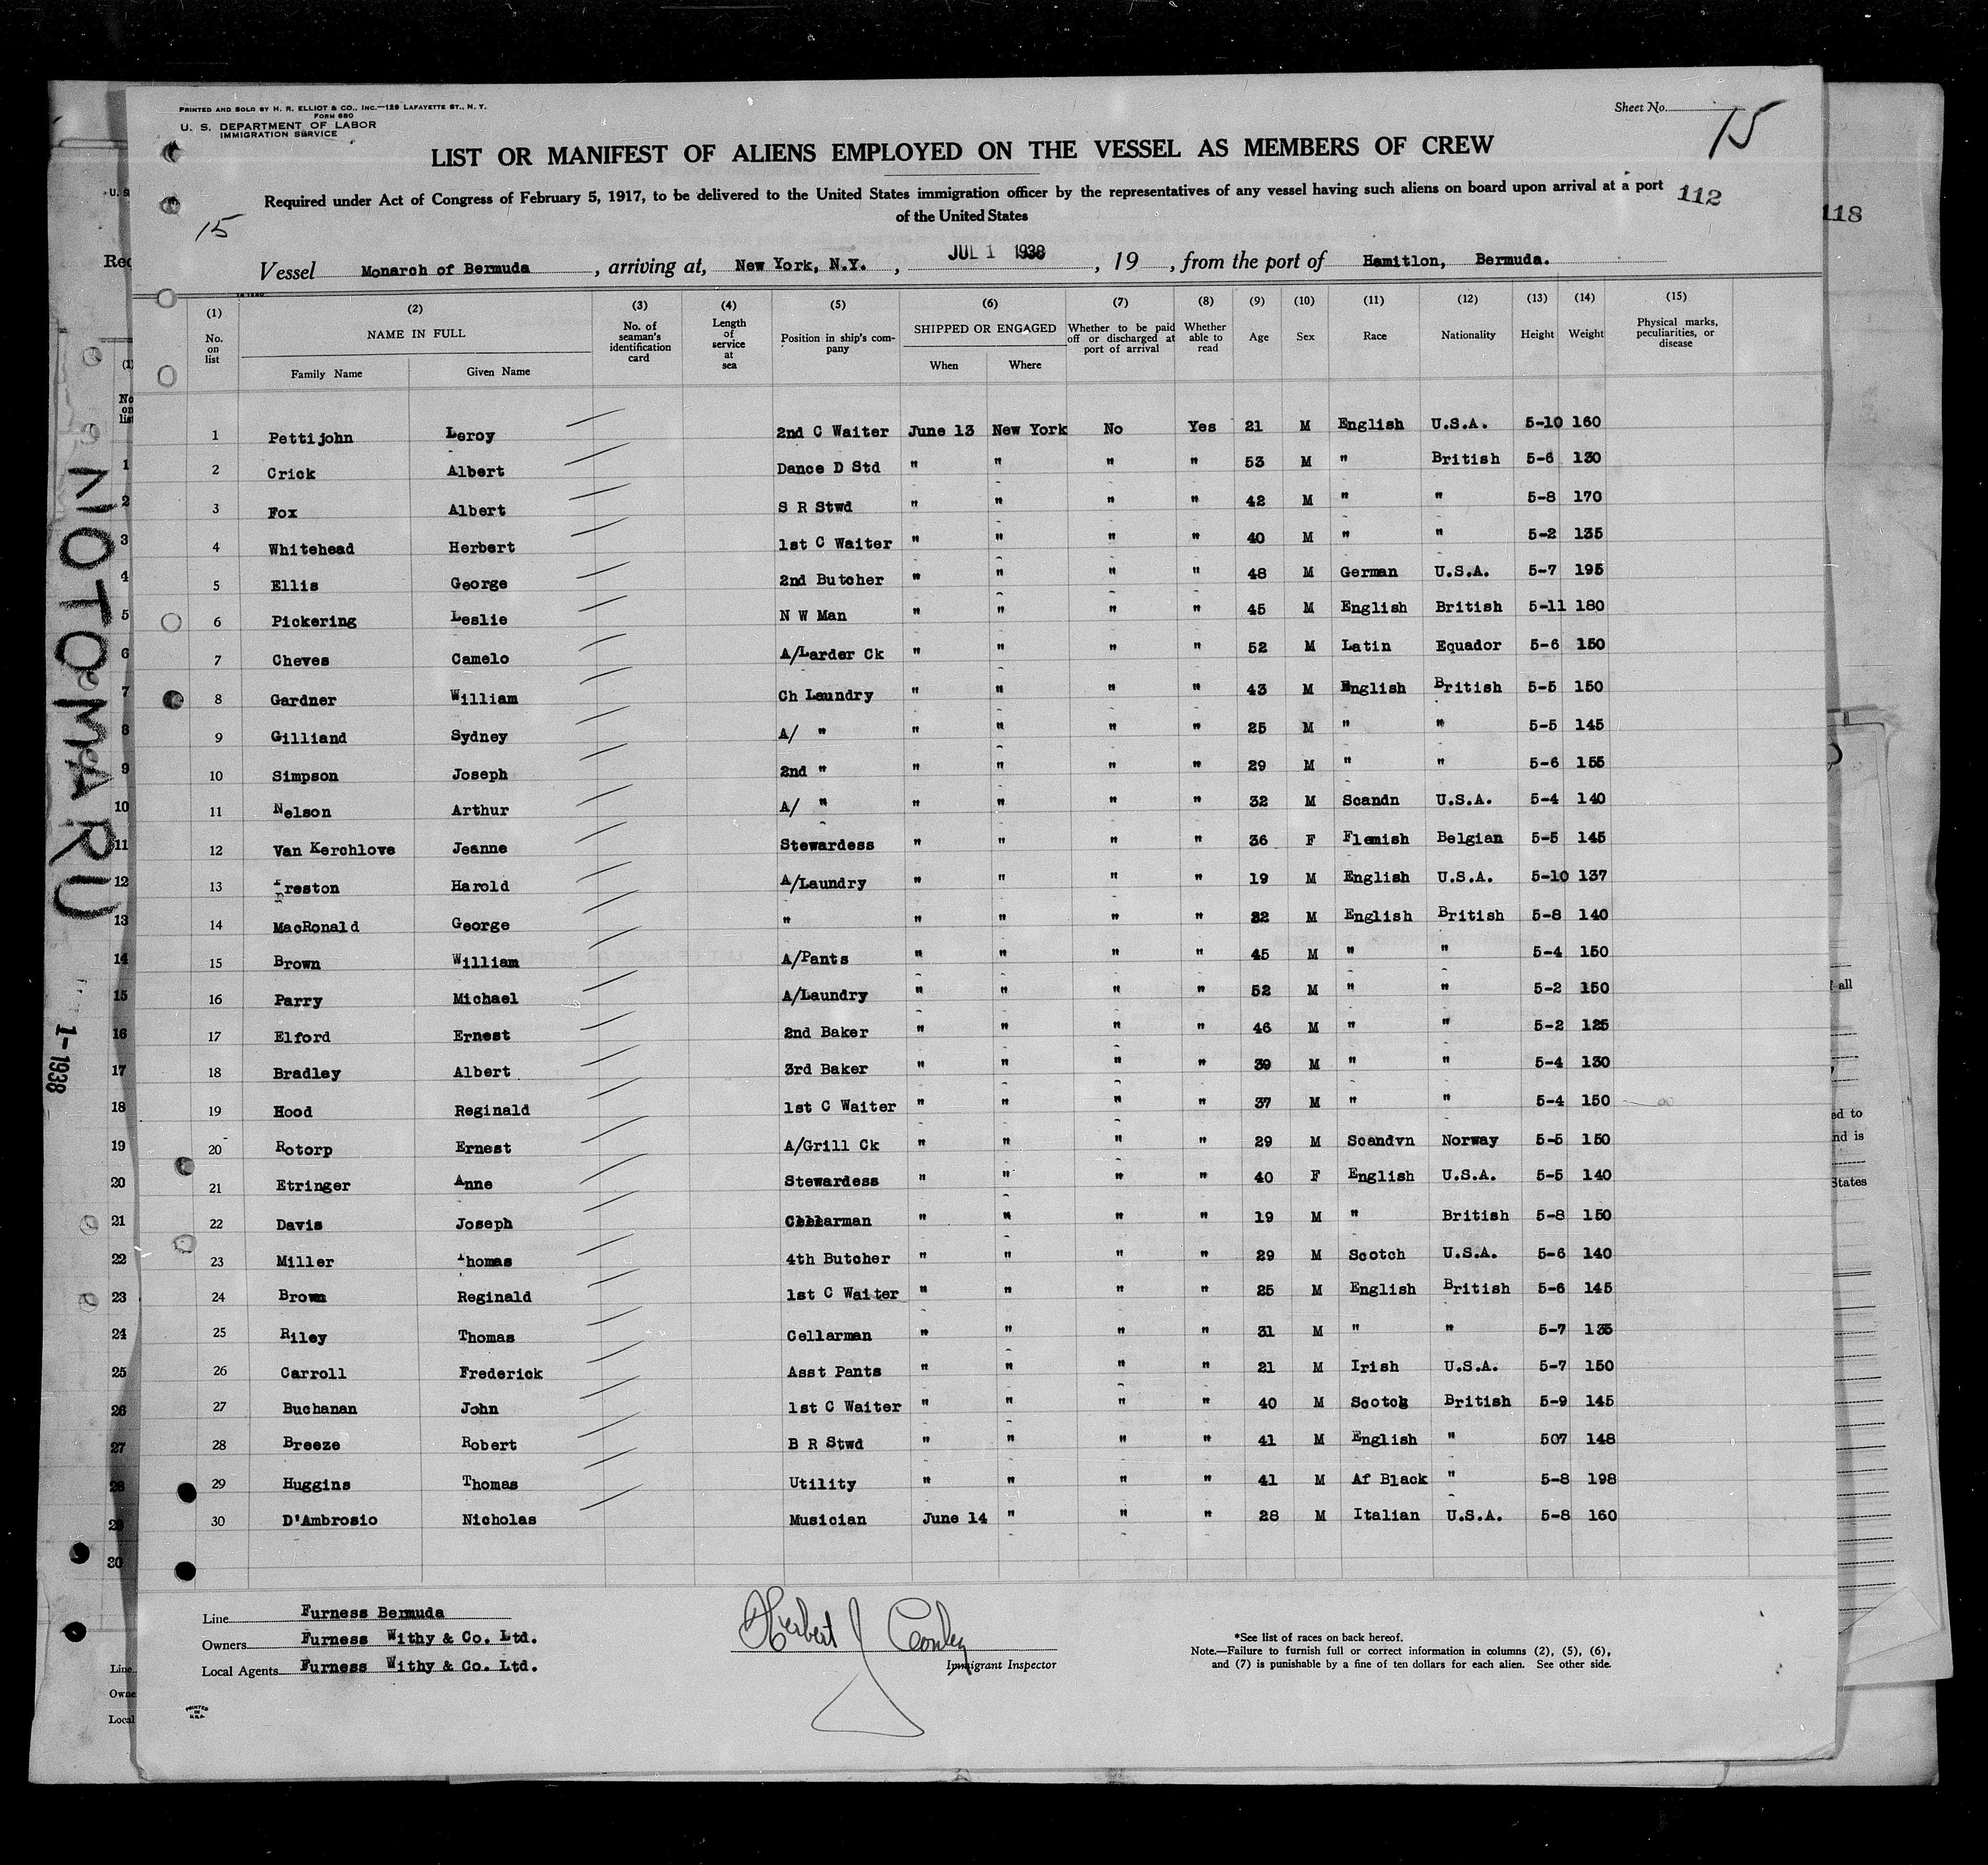 PRINTED AND SOLD BY H. R. ELLIOT & CO., INC.—129 LAFAYETTE ST., N. Y.
FORM 680
U. S. DEPARTMENT OF LABOR
IMMIGRATION SERVICE
Sheet No.
15
LIST OR MANIFEST OF ALIENS EMPLOYED ON THE VESSEL AS MEMBERS OF CREW
Required under Act of Congress of February 5, 1917, to be delivered to the United States immigration officer by the representatives of any vessel having such aliens on board upon arrival at a port
of the United States
112
118
15
Vessel Monarch of Bermuda, arriving at, New York, N.Y., JUL 1 1938, 19, from the port of Hamitlon, Bermuda.
(1) (2) (3) (4) (5) (6) (7) (8) (9) (10) (11) (12) (13) (14) (15)
No. on list NAME IN FULL Family Name Given Name No. of seaman's identification card Length of service at sea Position in ship's company SHIPPED OR ENGAGED When Where Whether to be paid off or discharged at port of arrival Whether able to read Age Sex Race Nationality Height Weight Physical marks, peculiarities, or disease
1 Pettijohn Leroy 2nd C Waiter June 13 New York No Yes 21 M English U.S.A. 5-10 160
2 Crick Albert Dance D Std " " " " 53 M " British 5-6 130
3 Fox Albert S R Stwd " " " " 42 M " " 5-8 170
4 Whitehead Herbert 1st C Waiter " " " " 40 M " " 5-2 135
5 Ellis George 2nd Butcher " " " " 48 M German U.S.A. 5-7 195
6 Pickering Leslie N W Man " " " " 45 M English British 5-11 180
7 Cheves Camelo A/Larder Ck " " " " 52 M Latin Equador 5-6 150
8 Gardner William Ch Laundry " " " " 43 M English British 5-5 150
9 Gilliand Sydney A/ " " " " " 25 M " " 5-5 145
10 Simpson Joseph 2nd " " " " " 29 M " " 5-6 155
11 Nelson Arthur A/ " " " " " 32 M Scandn U.S.A. 5-4 140
12 Van Kerchlove Jeanne Stewardess " " " " 36 F Flemish Belgian 5-5 145
13 Preston Harold A/Laundry " " " " 19 M English U.S.A. 5-10 137
14 MacRonald George " " " " " 32 M English British 5-8 140
15 Brown William A/Pants " " " " 45 M " " 5-4 150
16 Parry Michael A/Laundry " " " " 52 M " " 5-2 150
17 Elford Ernest 2nd Baker " " " " 46 M " " 5-2 125
18 Bradley Albert 3rd Baker " " " " 39 M " " 5-4 130
19 Hood Reginald 1st C Waiter " " " " 37 M " " 5-4 150
20 Rotorp Ernest A/Grill Ck " " " " 29 M Scandvn Norway 5-5 150
21 Etringer Anne Stewardess " " " " 40 F English U.S.A. 5-5 140
22 Davis Joseph Cellarman " " " " 19 M " British 5-8 150
23 Miller Thomas 4th Butcher " " " " 29 M Scotch U.S.A. 5-6 140
24 Brown Reginald 1st C Waiter " " " " 25 M English British 5-6 145
25 Riley Thomas Cellarman " " " " 31 M " " 5-7 135
26 Carroll Frederick Asst Pants " " " " 21 M Irish U.S.A. 5-7 150
27 Buchanan John 1st C Waiter " " " " 40 M Scotch British 5-9 145
28 Breeze Robert B R Stwd " " " " 41 M English " 507 148
29 Huggins Thomas Utility " " " " 41 M Af Black " 5-8 198
30 D'Ambrosio Nicholas Musician June 14 " " " 28 M Italian U.S.A. 5-8 160
Line Furness Bermuda
Owners Furness Withy & Co. Ltd.
Local Agents Furness Withy & Co. Ltd.
Herbert J Conley
Immigrant Inspector
*See list of races on back hereof.
Note.—Failure to furnish full or correct information in columns (2), (5), (6),
and (7) is punishable by a fine of ten dollars for each alien. See other side.
PRINTED IN U.S.A.
NOTO MARU
1-1938